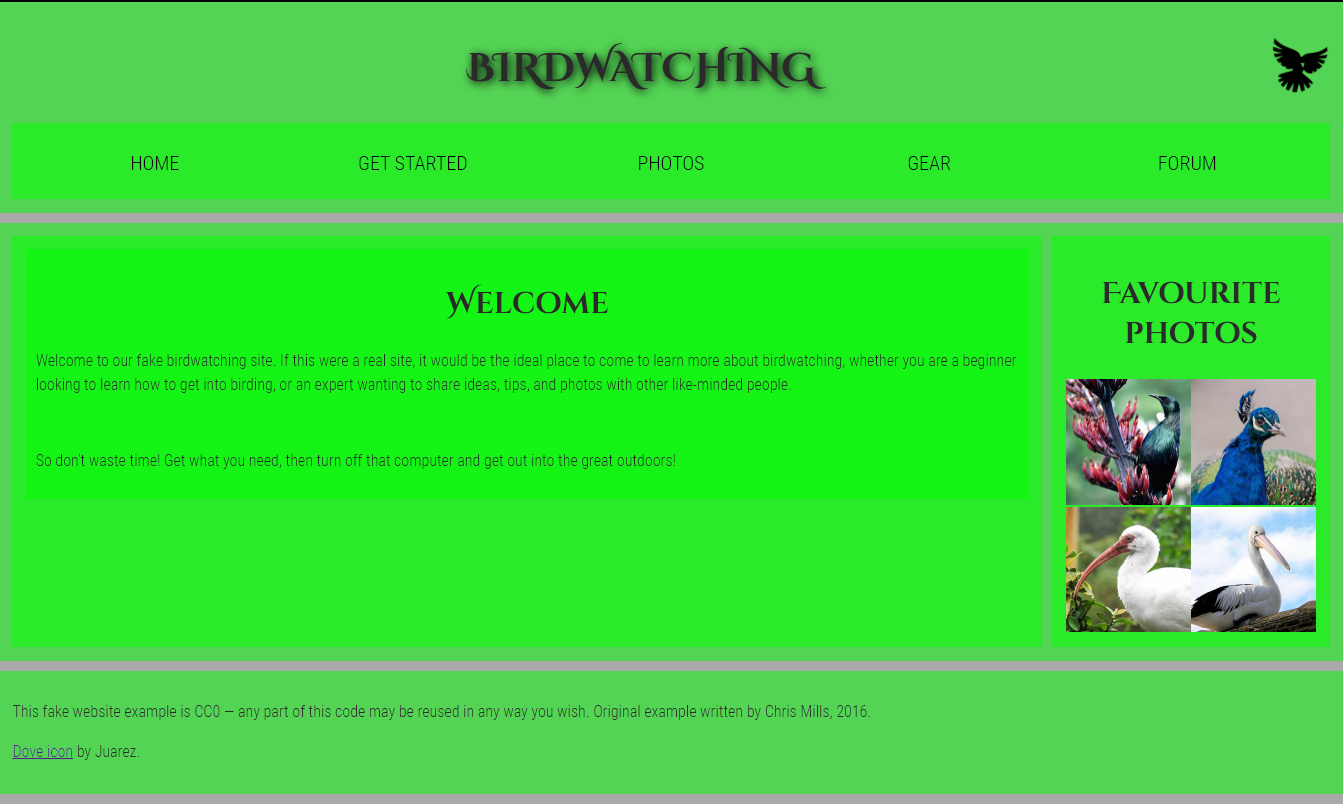 BIRDWATCHING
HOME
GET STARTED
PHOTOS
GEAR
FORUM
Welcome
Welcome to our fake birdwatching site. If this were a real site, it would be the ideal place to come to learn more about birdwatching, whether you are a beginner
looking to learn how to get into birding, or an expert wanting to share ideas, tips, and photos with other like-minded people.
So don't waste time! Get what you need, then turn off that computer and get out into the great outdoors!
Favourite
photos
This fake website example is CC0 — any part of this code may be reused in any way you wish. Original example written by Chris Mills, 2016.
Dove icon by Juarez.